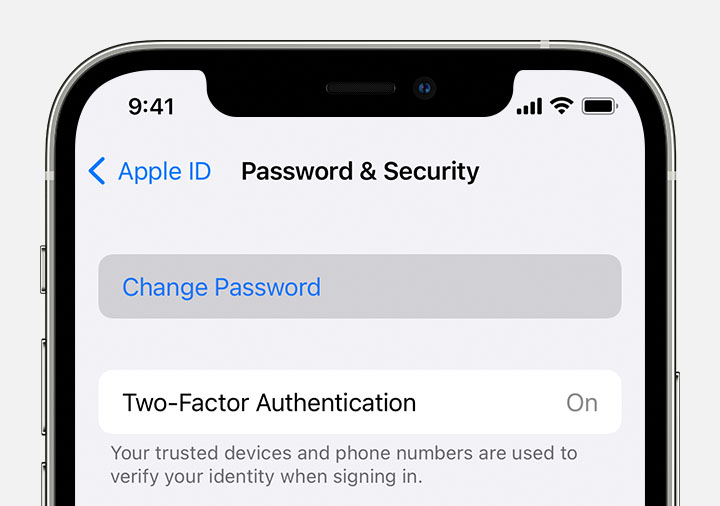 9:41
Apple ID Password & Security
Change Password
Two-Factor Authentication On
Your trusted devices and phone numbers are used to
verify your identity when signing in.